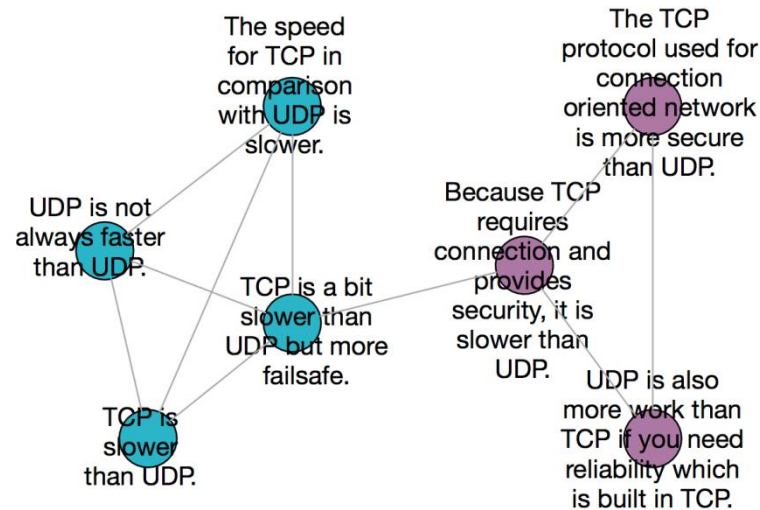 The speed
for TCP in
comparison
with UDP is
slower.
The TCP
protocol used for
connection
oriented network
is more secure
than UDP.
UDP is not
always faster
than UDP.
Because TCP
requires
connection and
provides
security, it is
slower than
UDP.
TCP is a bit
slower than
UDP but more
failsafe.
TCP is
slower
than UDP.
UDP is also
more work than
TCP if you need
reliability which
is built in TCP.